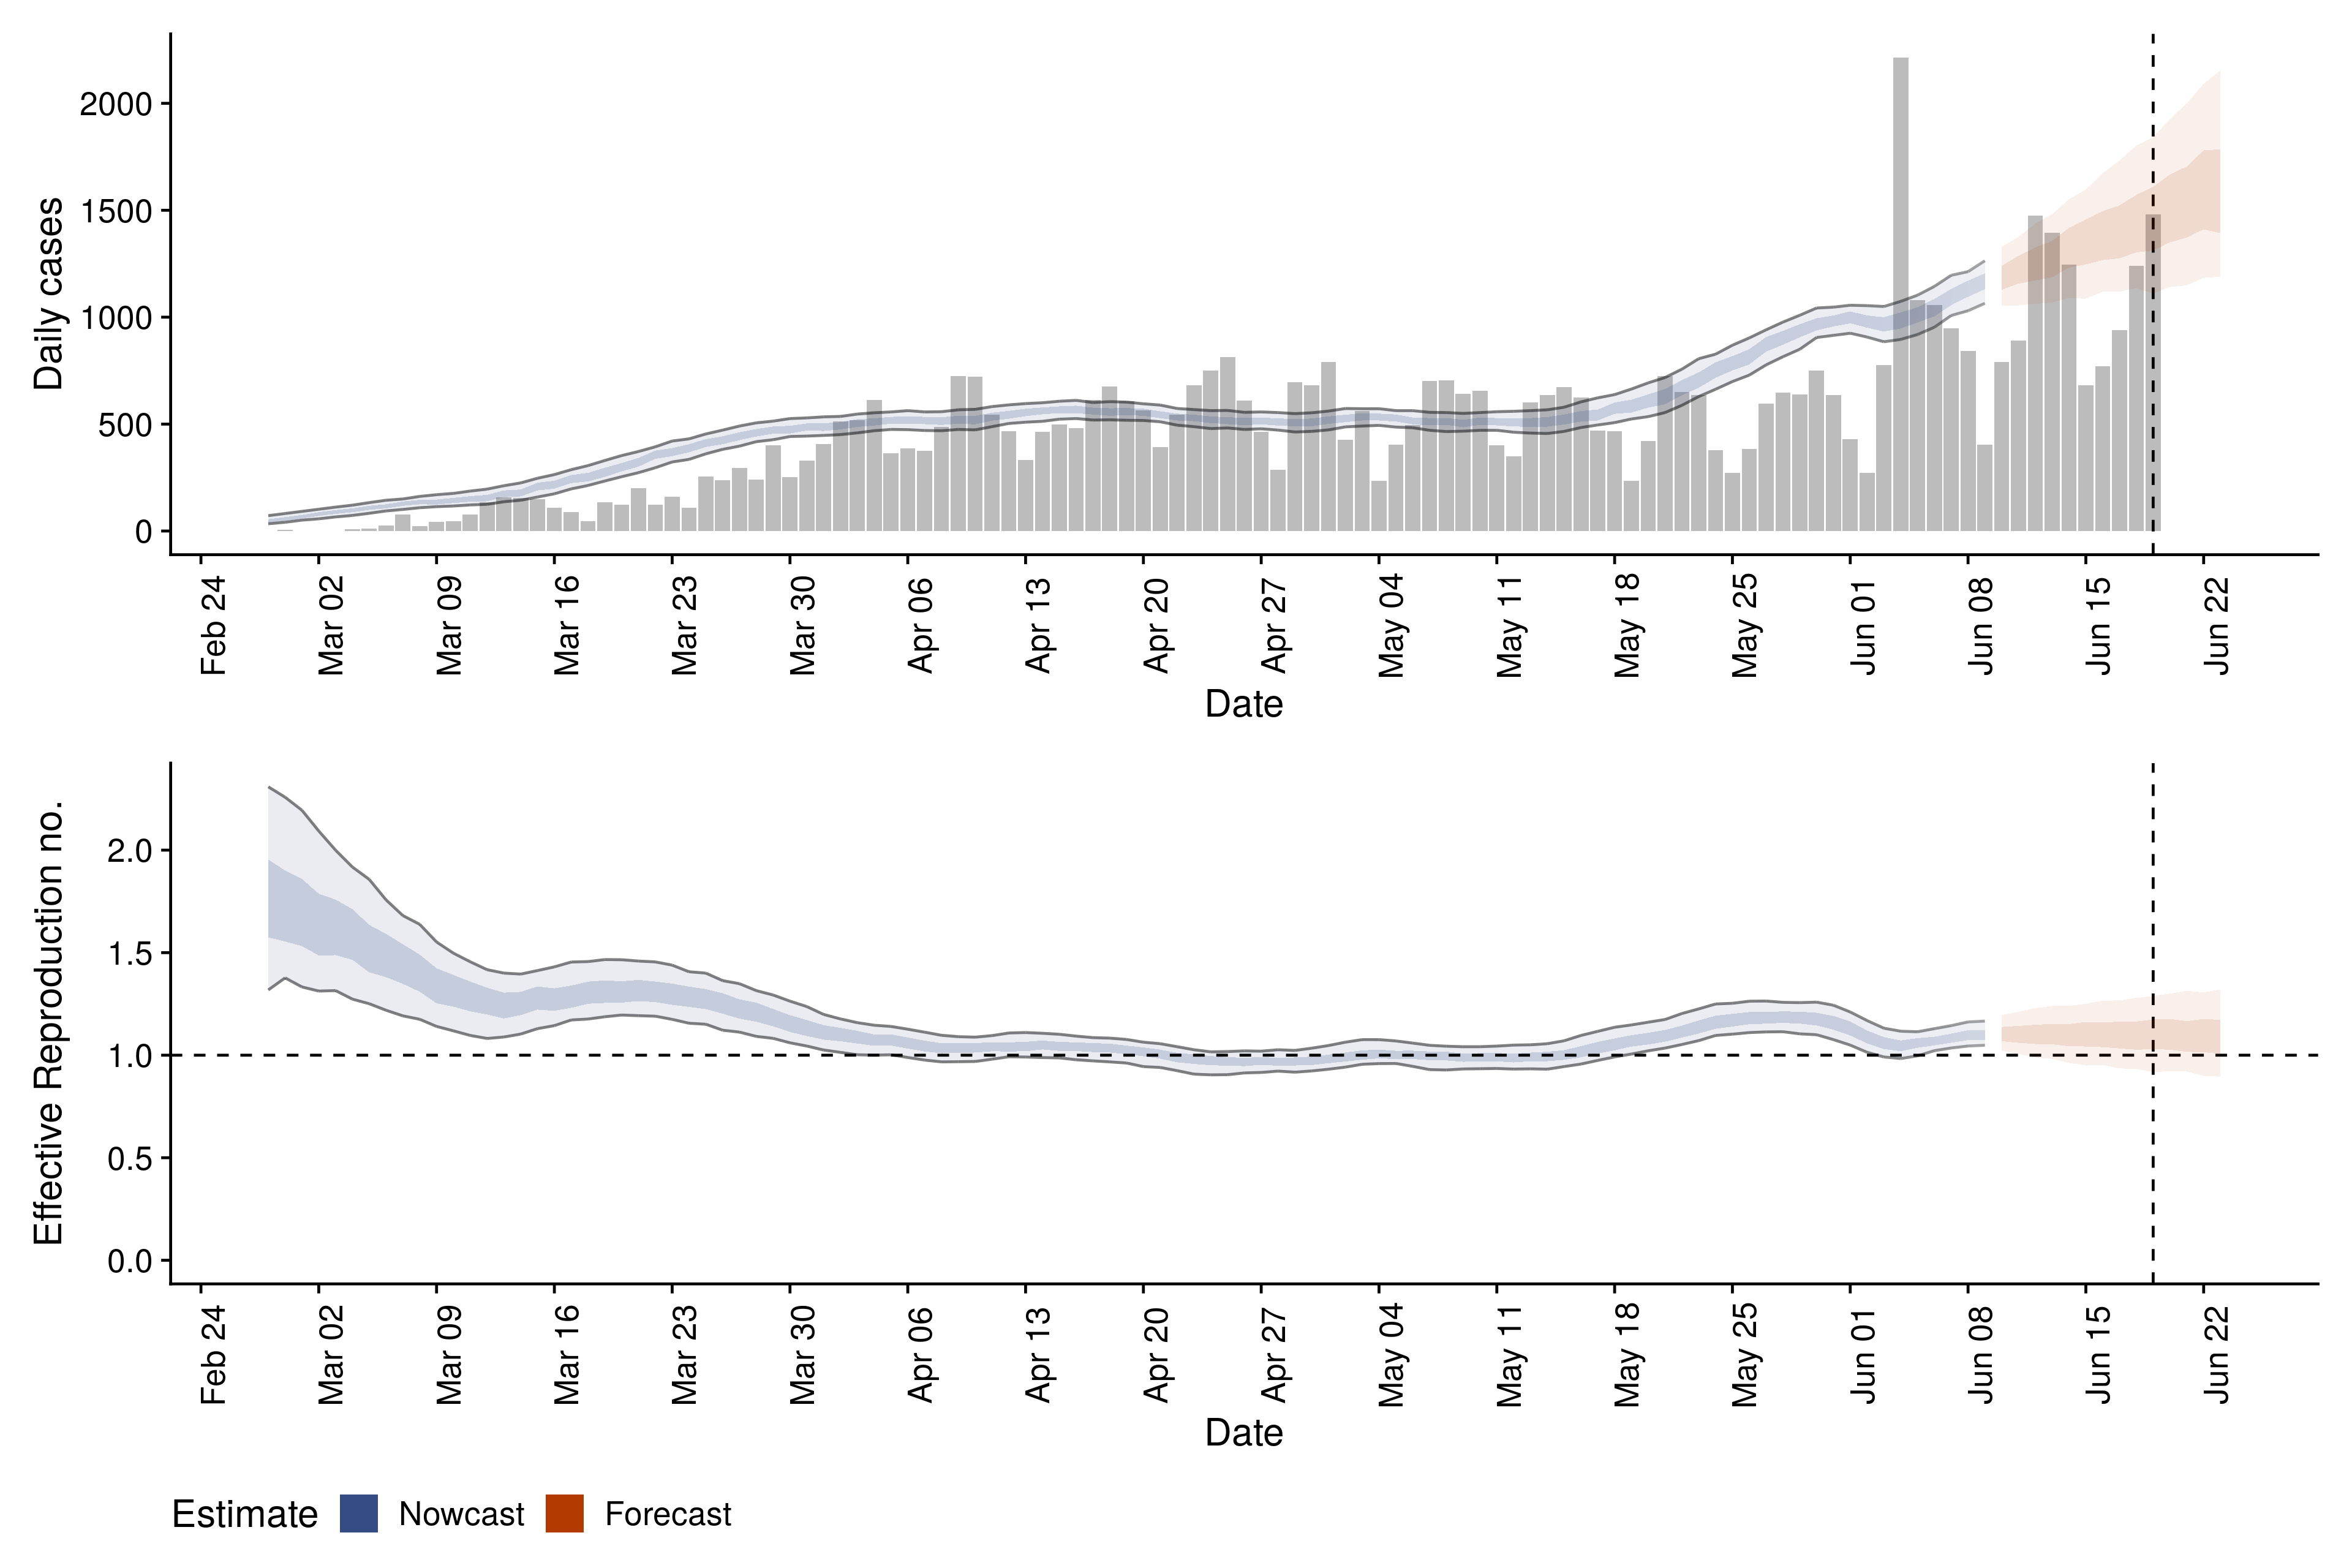 Daily cases
2000
1500
1000
500
0
Feb 24 Mar 02 Mar 09 Mar 16 Mar 23 Mar 30 Apr 06 Apr 13 Apr 20 Apr 27 May 04 May 11 May 18 May 25 Jun 01 Jun 08 Jun 15 Jun 22
Date
Effective Reproduction no.
2.0
1.5
1.0
0.5
0.0
Feb 24 Mar 02 Mar 09 Mar 16 Mar 23 Mar 30 Apr 06 Apr 13 Apr 20 Apr 27 May 04 May 11 May 18 May 25 Jun 01 Jun 08 Jun 15 Jun 22
Date
Estimate Nowcast Forecast